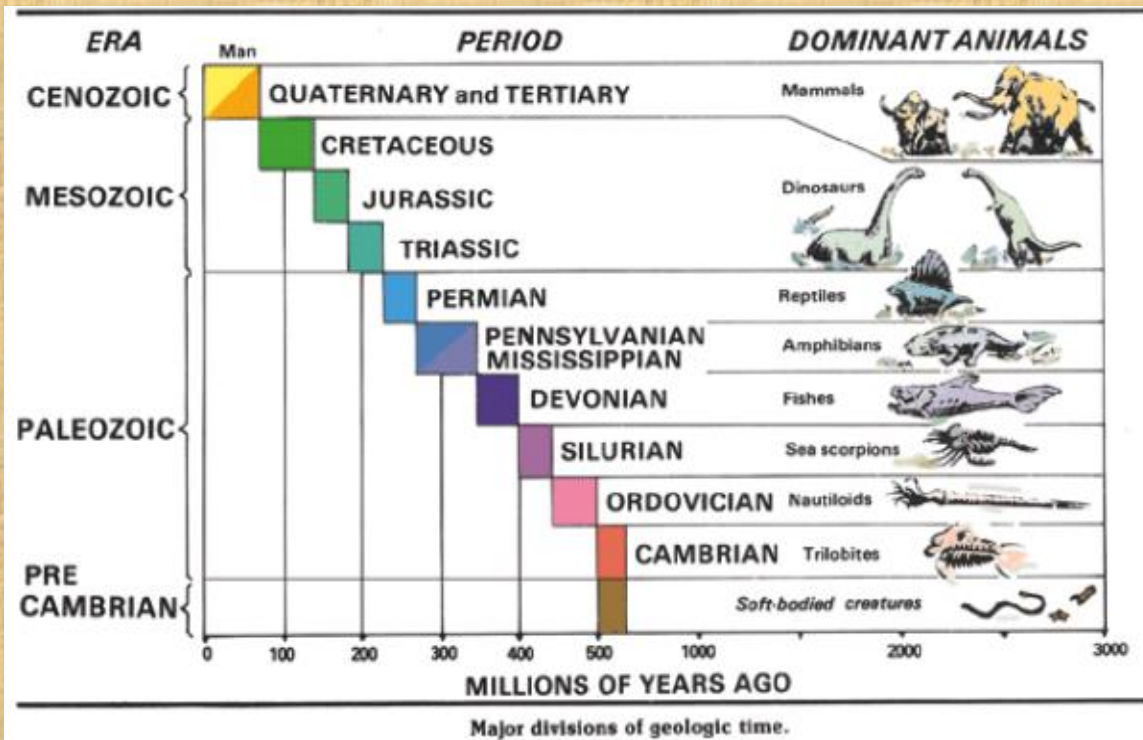 ERA PERIOD DOMINANT ANIMALS
Man
CENOZOIC QUATERNARY and TERTIARY Mammals
CRETACEOUS
MESOZOIC JURASSIC Dinosaurs
TRIASSIC
PERMIAN Reptiles
PENNSYLVANIAN
MISSISSIPPIAN Amphibians
DEVONIAN Fishes
PALEOZOIC
SILURIAN Sea scorpions
ORDOVICIAN Nautiloids
CAMBRIAN Trilobites
PRE
CAMBRIAN Soft-bodied creatures
0 100 200 300 400 500 1000 2000 3000
MILLIONS OF YEARS AGO
Major divisions of geologic time.